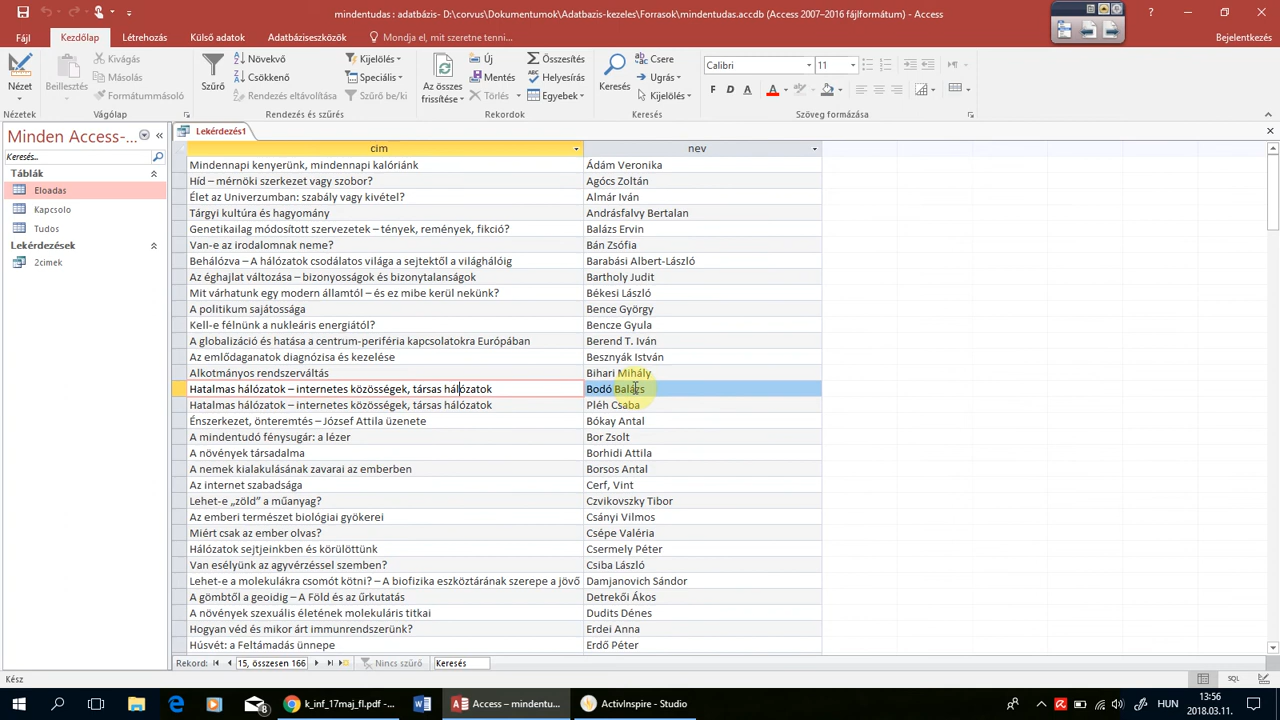 mindentudas : adatbázis- D:\corvus\Dokumentumok\Adatbazis-kezeles\Forrasok\mindentudas.accdb (Access 2007–2016 fájlformátum) - Access
Fájl Kezdőlap Létrehozás Külső adatok Adatbáziseszközök Mondja el, mit szeretne tenni... Bejelentkezés
Nézet
Nézetek
Beillesztés
Kivágás
Másolás
Formátummásoló
Vágólap
Szűrő
Növekvő
Csökkenő
Rendezés eltávolítása
Kijelölés
Speciális
Szűrő be/ki
Rendezés és szűrés
Az összes frissítése
Új
Mentés
Törlés
Összesítés
Helyesírás
Egyebek
Rekordok
Keresés
Csere
Ugrás
Kijelölés
Keresés
Calibri 11
F D A
Szöveg formázása
Minden Access-...
Keresés...
Táblák
Eloadas
Kapcsolo
Tudos
Lekérdezések
2cimek
Lekérdezés1
cim nev
Mindennapi kenyerünk, mindennapi kalóriánk Ádám Veronika
Híd – mérnöki szerkezet vagy szobor? Agócs Zoltán
Élet az Univerzumban: szabály vagy kivétel? Almár Iván
Tárgyi kultúra és hagyomány Andrásfalvy Bertalan
Genetikailag módosított szervezetek – tények, remények, fikció? Balázs Ervin
Van-e az irodalomnak neme? Bán Zsófia
Behálózva – A hálózatok csodálatos világa a sejtektől a világhálóig Barabási Albert-László
Az éghajlat változása – bizonyosságok és bizonytalanságok Bartholy Judit
Mit várhatunk egy modern államtól – és ez mibe kerül nekünk? Békesi László
A politikum sajátossága Bence György
Kell-e félnünk a nukleáris energiától? Bencze Gyula
A globalizáció és hatása a centrum-periféria kapcsolatokra Európában Berend T. Iván
Az emlődaganatok diagnózisa és kezelése Besznyák István
Alkotmányos rendszerváltás Bihari Mihály
Hatalmas hálózatok – internetes közösségek, társas hálózatok Bodó Balázs
Hatalmas hálózatok – internetes közösségek, társas hálózatok Pléh Csaba
Énszerkezet, önteremtés – József Attila üzenete Bókay Antal
A mindentudó fénysugár: a lézer Bor Zsolt
A növények társadalma Borhidi Attila
A nemek kialakulásának zavarai az emberben Borsos Antal
Az internet szabadsága Cerf, Vint
Lehet-e „zöld” a műanyag? Czvikovszky Tibor
Az emberi természet biológiai gyökerei Csányi Vilmos
Miért csak az ember olvas? Csépe Valéria
Hálózatok sejtjeinkben és körülöttünk Csermely Péter
Van esélyünk az agyvérzéssel szemben? Csiba László
Lehet-e a molekulákra csomót kötni? – A biofizika eszköztárának szerepe a jövő Damjanovich Sándor
A gömbtől a geoidig – A Föld és az űrkutatás Detrekői Ákos
A növények szexuális életének molekuláris titkai Dudits Dénes
Hogyan véd és mikor árt immunrendszerünk? Erdei Anna
Húsvét: a Feltámadás ünnepe Erdő Péter
Rekord: 15, összesen 166 Nincs szűrő Keresés
Kész SQL
8 k_inf_17maj_fl.pdf -... Access – mindentu... ActivInspire - Studio HUN 13:56
2018.03.11.